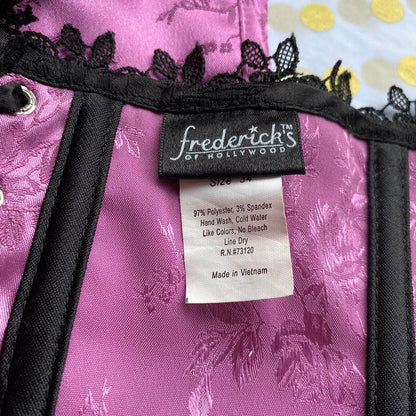 frederick's™
OF HOLLYWOOD
Size 34
97% Polyester, 3% Spandex
Hand Wash, Cold Water
Like Colors, No Bleach
Line Dry
R.N.#73120
Made in Vietnam